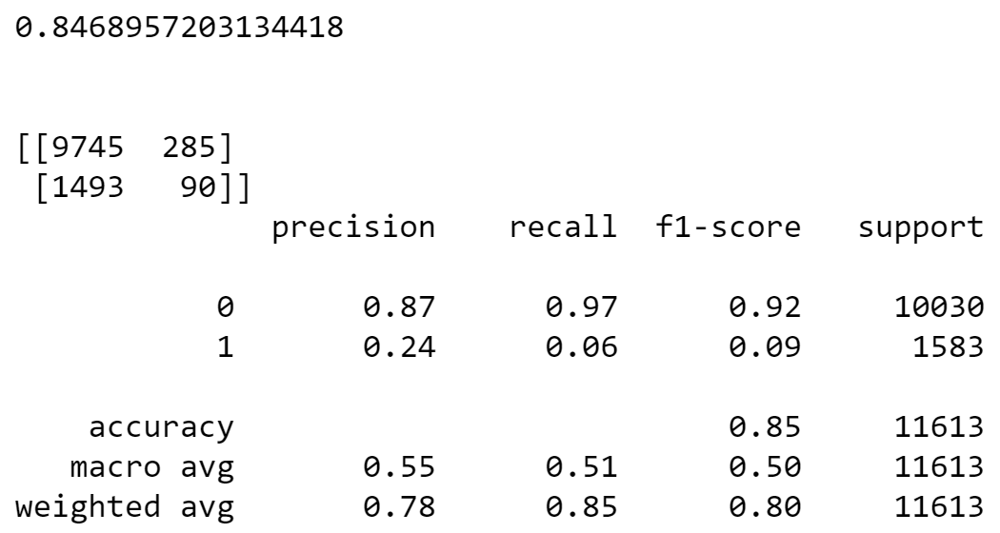 0.8468957203134418
[[9745  285]
 [1493   90]]
precision recall f1-score support
0 0.87 0.97 0.92 10030
1 0.24 0.06 0.09 1583
accuracy 0.85 11613
macro avg 0.55 0.51 0.50 11613
weighted avg 0.78 0.85 0.80 11613